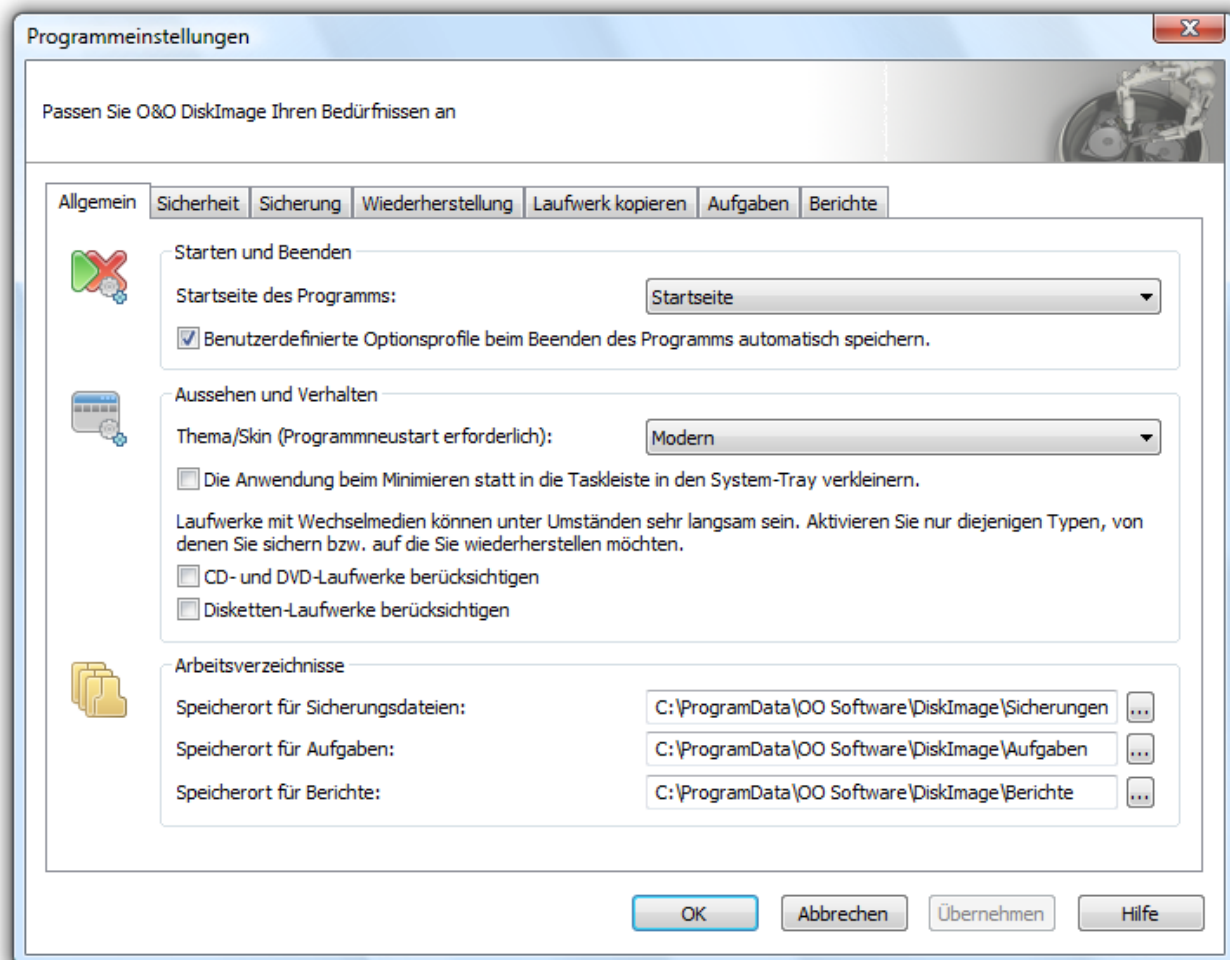 Programmeinstellungen
Passen Sie O&O DiskImage Ihren Bedürfnissen an
Allgemein Sicherheit Sicherung Wiederherstellung Laufwerk kopieren Aufgaben Berichte
Starten und Beenden
Startseite des Programms: Startseite
Benutzerdefinierte Optionsprofile beim Beenden des Programms automatisch speichern.
Aussehen und Verhalten
Thema/Skin (Programmneustart erforderlich): Modern
Die Anwendung beim Minimieren statt in die Taskleiste in den System-Tray verkleinern.
Laufwerke mit Wechselmedien können unter Umständen sehr langsam sein. Aktivieren Sie nur diejenigen Typen, von
denen Sie sichern bzw. auf die Sie wiederherstellen möchten.
CD- und DVD-Laufwerke berücksichtigen
Disketten-Laufwerke berücksichtigen
Arbeitsverzeichnisse
Speicherort für Sicherungsdateien: C:\ProgramData\OO Software\DiskImage\Sicherungen ...
Speicherort für Aufgaben: C:\ProgramData\OO Software\DiskImage\Aufgaben ...
Speicherort für Berichte: C:\ProgramData\OO Software\DiskImage\Berichte ...
OK Abbrechen Übernehmen Hilfe